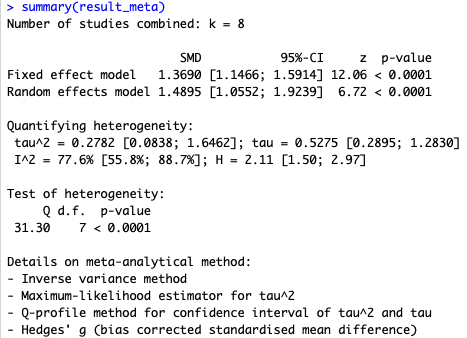 > summary(result_meta)
Number of studies combined: k = 8
SMD 95%-CI z p-value
Fixed effect model 1.3690 [1.1466; 1.5914] 12.06 < 0.0001
Random effects model 1.4895 [1.0552; 1.9239] 6.72 < 0.0001
Quantifying heterogeneity:
tau^2 = 0.2782 [0.0838; 1.6462]; tau = 0.5275 [0.2895; 1.2830]
I^2 = 77.6% [55.8%; 88.7%]; H = 2.11 [1.50; 2.97]
Test of heterogeneity:
Q d.f. p-value
31.30 7 < 0.0001
Details on meta-analytical method:
- Inverse variance method
- Maximum-likelihood estimator for tau^2
- Q-profile method for confidence interval of tau^2 and tau
- Hedges' g (bias corrected standardised mean difference)